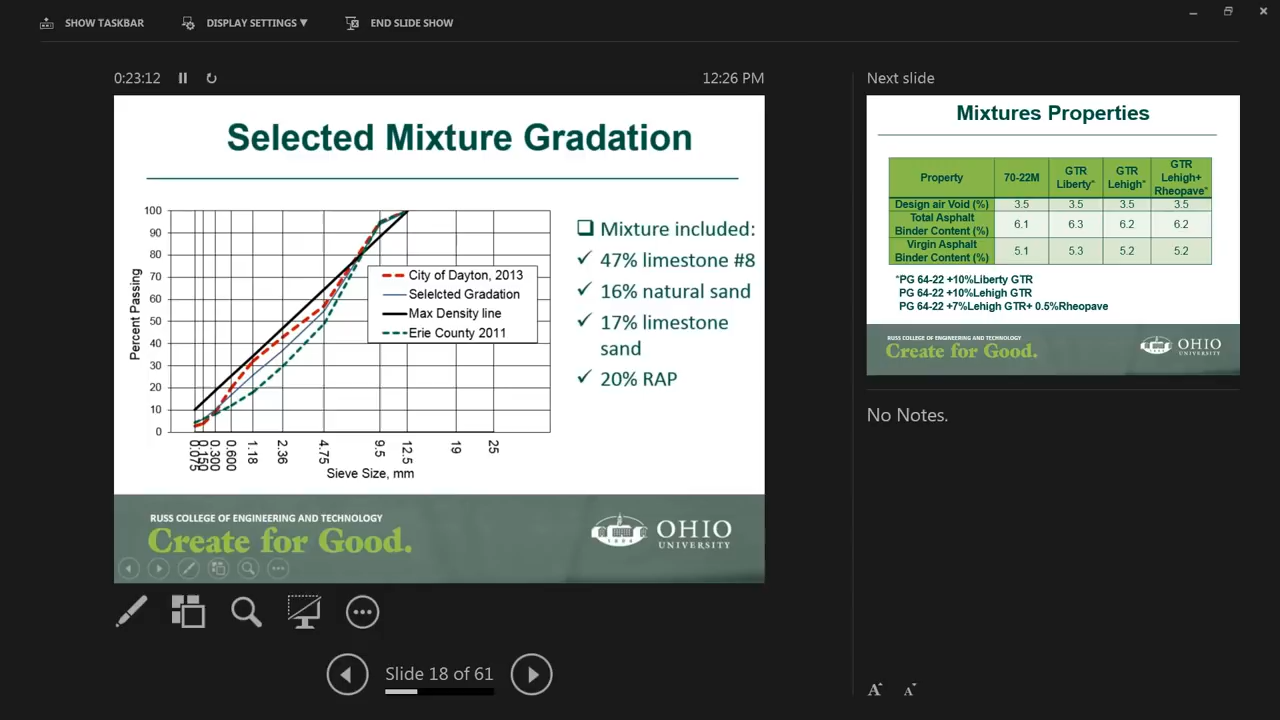 SHOW TASKBAR
DISPLAY SETTINGS ▼
END SLIDE SHOW
0:23:12
12:26 PM
Selected Mixture Gradation
100
90
80
70
60
50
40
30
20
10
0
Percent Passing
City of Dayton, 2013
Selelcted Gradation
Max Density line
Erie County 2011
0.075
0.150
0.300
0.600
1.18
2.36
4.75
9.5
12.5
19
25
Sieve Size, mm
Mixture included:
47% limestone #8
16% natural sand
17% limestone
sand
20% RAP
RUSS COLLEGE OF ENGINEERING AND TECHNOLOGY
Create for Good.
1804
OHIO
UNIVERSITY
Slide 18 of 61
Next slide
Mixtures Properties
Property 70-22M GTR Liberty* GTR Lehigh* GTR Lehigh+ Rheopave*
Design air Void (%) 3.5 3.5 3.5 3.5
Total Asphalt
Binder Content (%) 6.1 6.3 6.2 6.2
Virgin Asphalt
Binder Content (%) 5.1 5.3 5.2 5.2
*PG 64-22 +10%Liberty GTR
PG 64-22 +10%Lehigh GTR
PG 64-22 +7%Lehigh GTR+ 0.5%Rheopave
RUSS COLLEGE OF ENGINEERING AND TECHNOLOGY
Create for Good.
OHIO
UNIVERSITY
No Notes.
A A